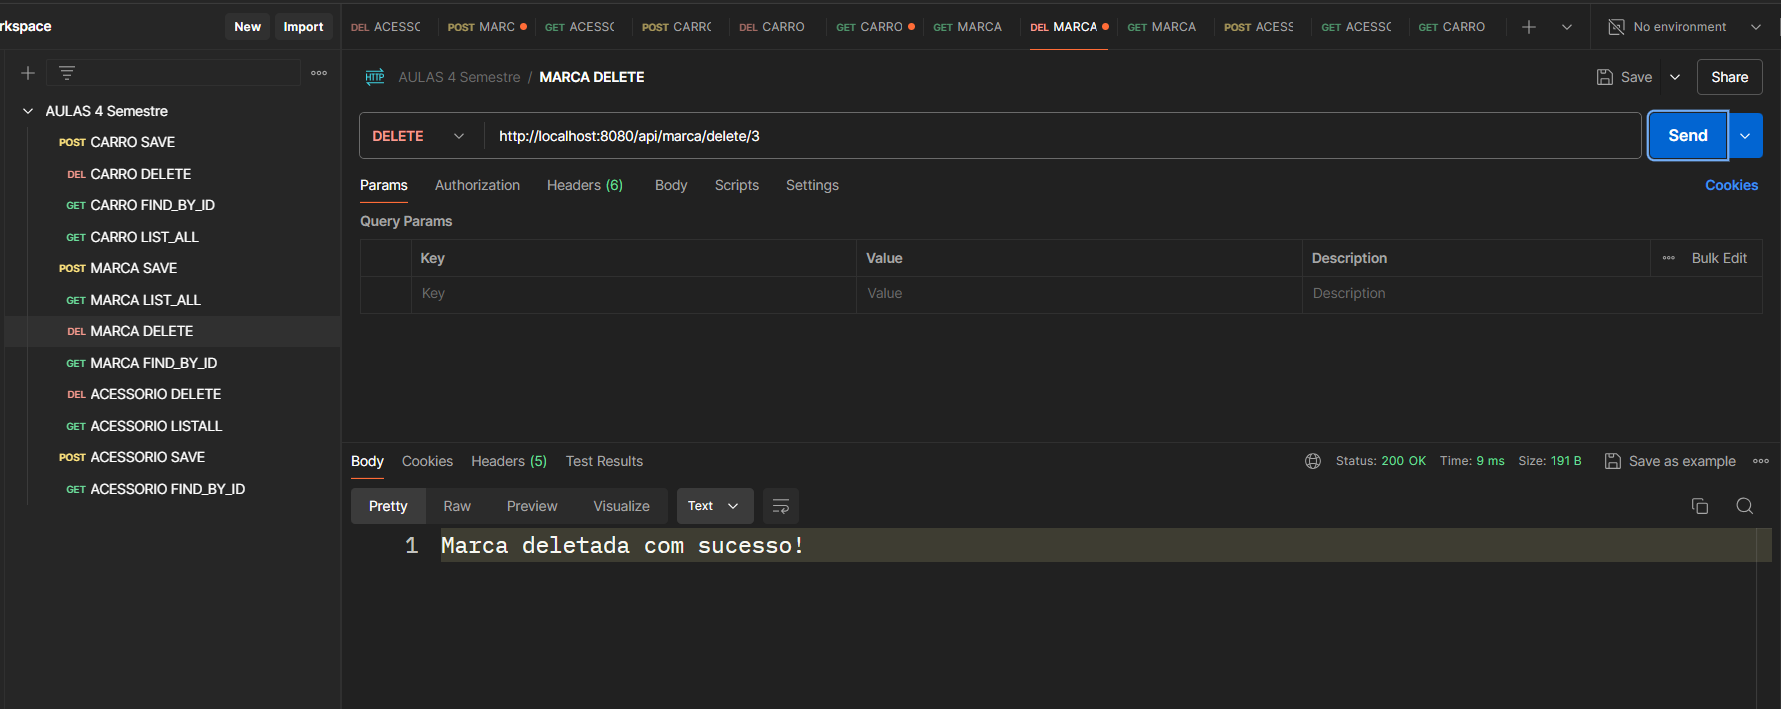 rkspace
New
Import
DEL ACESSC
POST MARC
GET ACESSC
POST CARR
DEL CARRO
GET CARRO
GET MARCA
DEL MARCA
GET MARCA
POST ACESS
GET ACESSC
GET CARRO
No environment
AULAS 4 Semestre
POST CARRO SAVE
DEL CARRO DELETE
GET CARRO FIND_BY_ID
GET CARRO LIST_ALL
POST MARCA SAVE
GET MARCA LIST_ALL
DEL MARCA DELETE
GET MARCA FIND_BY_ID
DEL ACESSORIO DELETE
GET ACESSORIO LISTALL
POST ACESSORIO SAVE
GET ACESSORIO FIND_BY_ID
HTTP AULAS 4 Semestre / MARCA DELETE
Save
Share
DELETE http://localhost:8080/api/marca/delete/3
Send
Params Authorization Headers (6) Body Scripts Settings
Cookies
Query Params
Key Value Description Bulk Edit
Key Value Description
Body Cookies Headers (5) Test Results
Status: 200 OK Time: 9 ms Size: 191 B
Save as example
Pretty Raw Preview Visualize Text
1 Marca deletada com sucesso!